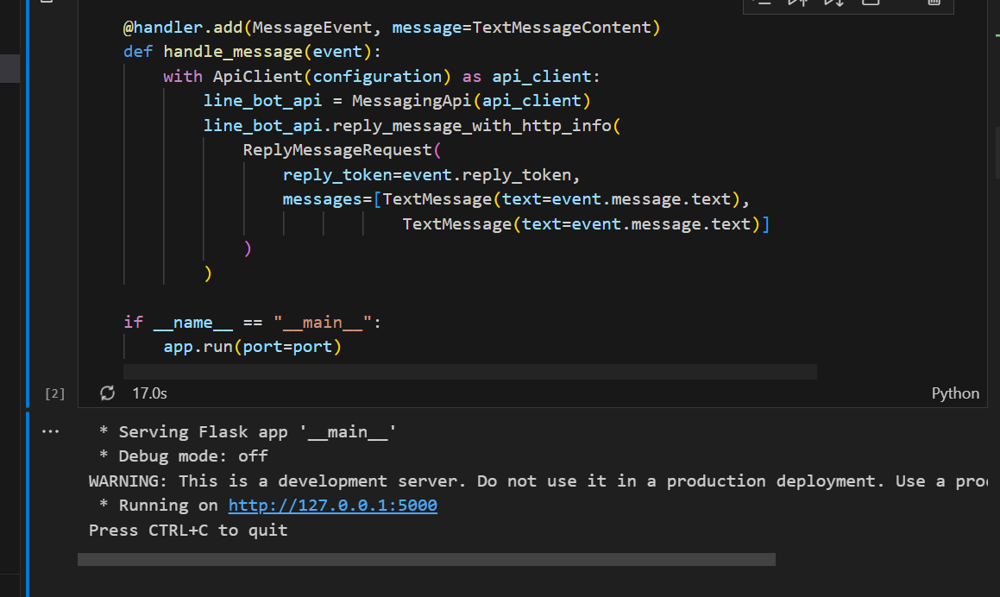 @handler.add(MessageEvent, message=TextMessageContent)
def handle_message(event):
    with ApiClient(configuration) as api_client:
        line_bot_api = MessagingApi(api_client)
        line_bot_api.reply_message_with_http_info(
            ReplyMessageRequest(
                reply_token=event.reply_token,
                messages=[TextMessage(text=event.message.text),
                            TextMessage(text=event.message.text)]
            )
        )
if __name__ == "__main__":
    app.run(port=port)
[2] 17.0s Python
 * Serving Flask app '__main__'
 * Debug mode: off
WARNING: This is a development server. Do not use it in a production deployment. Use a
 * Running on http://127.0.0.1:5000
Press CTRL+C to quit